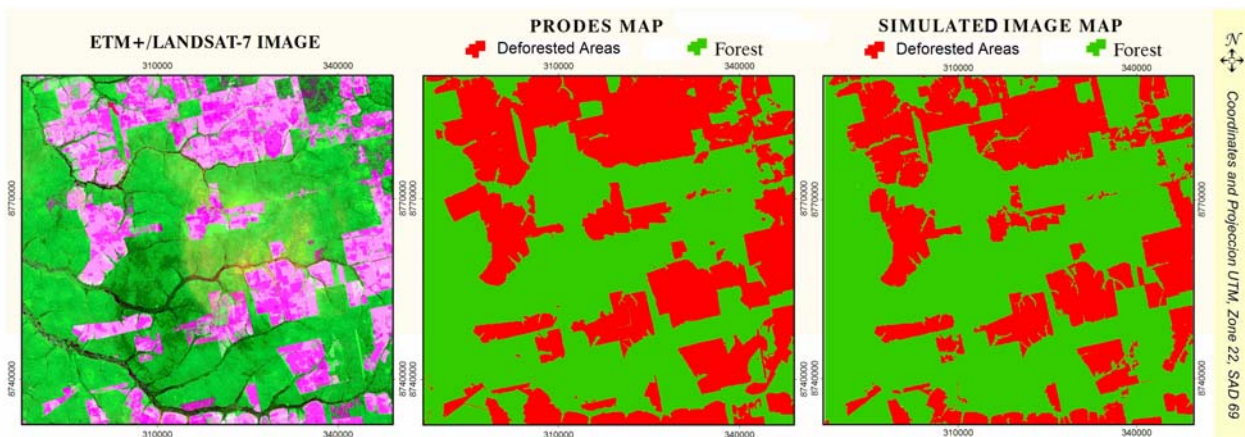 ETM+/LANDSAT-7 IMAGE
310000 340000
8770000
8740000
310000 340000
PRODES MAP
Deforested Areas Forest
310000 340000
8770000
8740000
310000 340000
SIMULATED IMAGE MAP
Deforested Areas Forest
310000 340000
8770000
8740000
310000 340000
N
Coordinates and Projeccion UTM, Zone 22, SAD 69